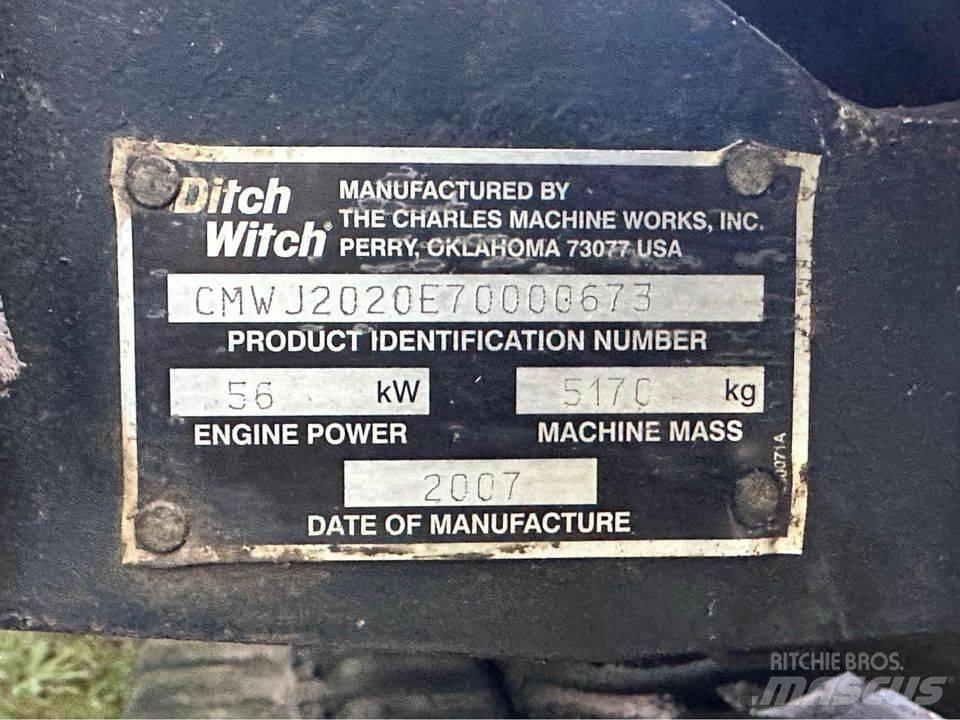 Ditch Witch®
MANUFACTURED BY
THE CHARLES MACHINE WORKS, INC.
PERRY, OKLAHOMA 73077 USA
CMWJ2020E70000673
PRODUCT IDENTIFICATION NUMBER
56 kW
ENGINE POWER
5170 kg
MACHINE MASS
2007
DATE OF MANUFACTURE
RITCHIE BROS.
MASCUS